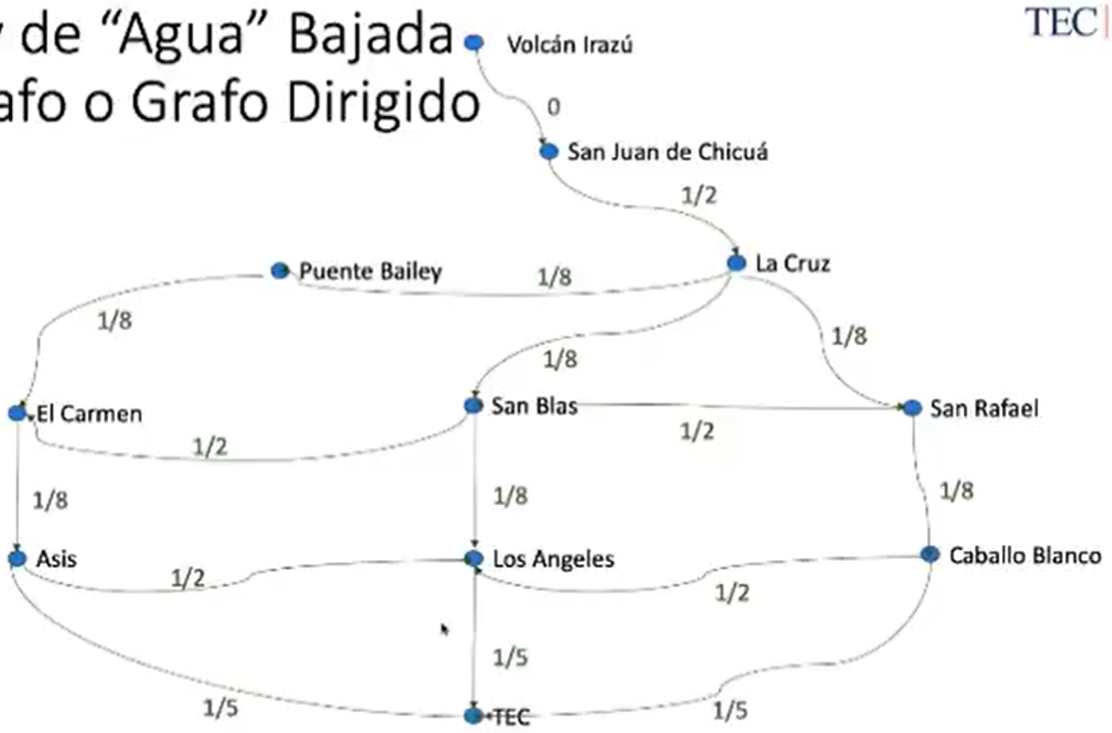 de “Agua” Bajada
TEC
Volcán Irazú
afo o Grafo Dirigido
0
San Juan de Chicuá
1/2
La Cruz
Puente Bailey
1/8
1/8
1/8
1/8
El Carmen
San Blas
San Rafael
1/2
1/2
1/8
1/8
1/8
Asis
Los Angeles
Caballo Blanco
1/2
1/2
1/5
1/5
1/5
TEC